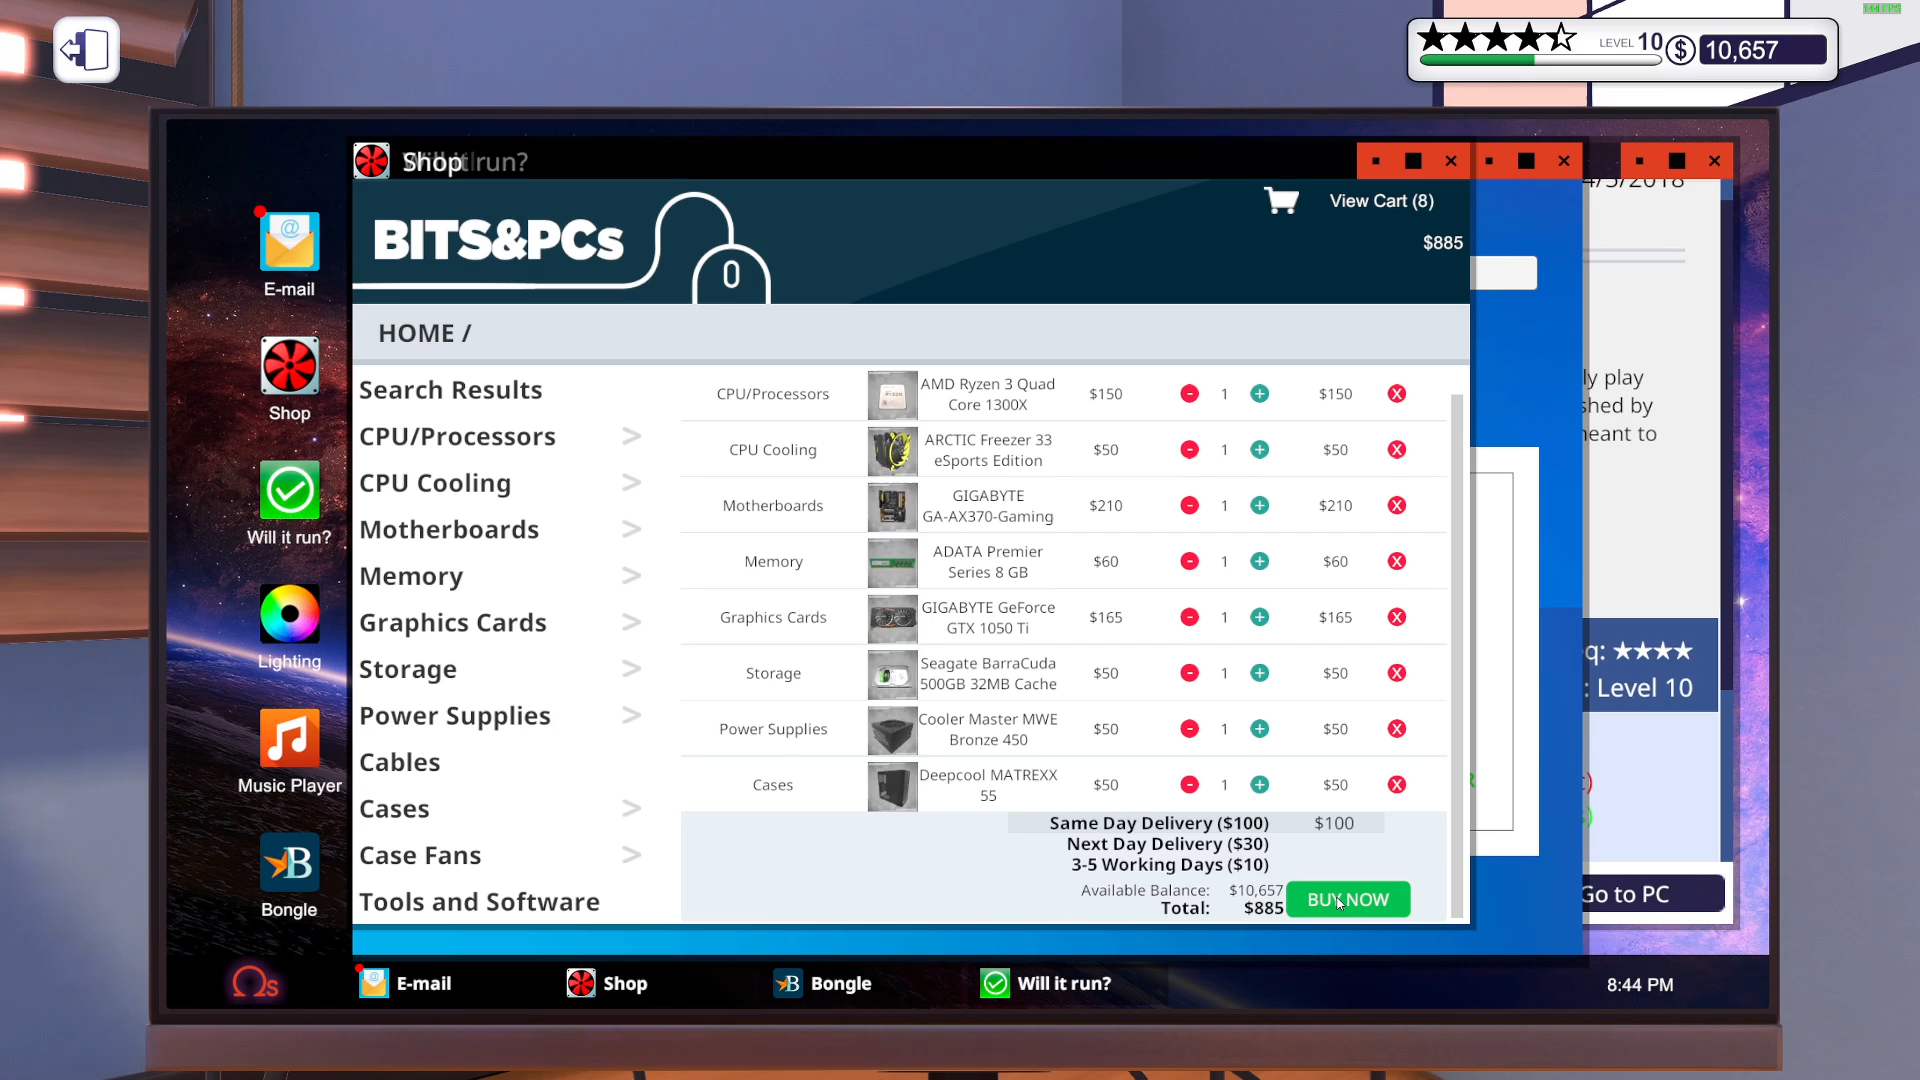 LEVEL 10
$ 10,657
Shop
run?
View Cart (8)
$885
BITS&PCs
HOME /
4/5/2018
E-mail
Shop
Will it run?
Lighting
Music Player
Bongle
Search Results
CPU/Processors >
CPU Cooling >
Motherboards >
Memory >
Graphics Cards >
Storage >
Power Supplies >
Cables
Cases >
Case Fans >
Tools and Software
CPU/Processors AMD Ryzen 3 Quad Core 1300X $150 - 1 + $150 X
CPU Cooling ARCTIC Freezer 33 eSports Edition $50 - 1 + $50 X
Motherboards GIGABYTE GA-AX370-Gaming $210 - 1 + $210 X
Memory ADATA Premier Series 8 GB $60 - 1 + $60 X
Graphics Cards GIGABYTE GeForce GTX 1050 Ti $165 - 1 + $165 X
Storage Seagate BarraCuda 500GB 32MB Cache $50 - 1 + $50 X
Power Supplies Cooler Master MWE Bronze 450 $50 - 1 + $50 X
Cases Deepcool MATREXX 55 $50 - 1 + $50 X
Same Day Delivery ($100) $100
Next Day Delivery ($30)
3-5 Working Days ($10)
Available Balance: $10,657
Total: $885
BUY NOW
ly play
shed by
neant to
q: ★★★★
: Level 10
Go to PC
E-mail
Shop
Bongle
Will it run?
8:44 PM